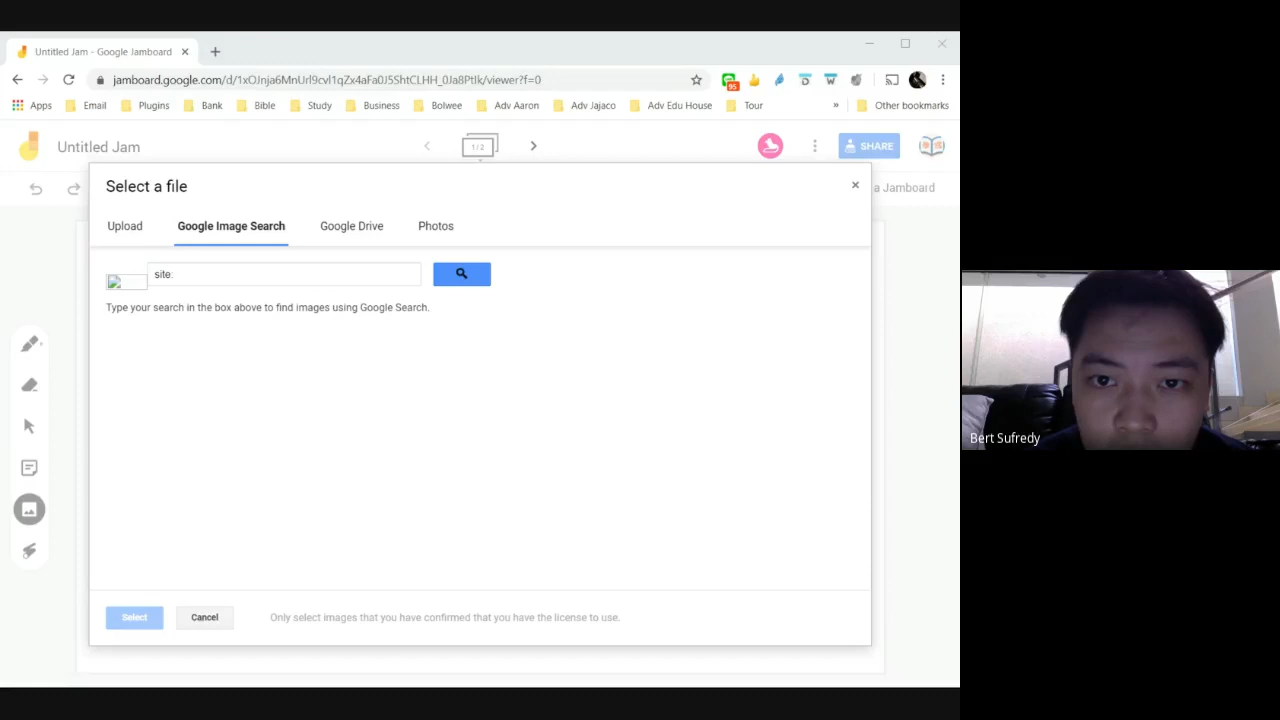 Untitled Jam - Google Jamboard
jamboard.google.com/d/1xOJnja6MnUrl9cvl1qZx4aFa0J5ShtCLHH_0Ja8PtIk/viewer?f=0
95
Apps Email Plugins Bank Bible Study Business Bolwee Adv Aaron Adv Jajaco Adv Edu House Tour » Other bookmarks
Untitled Jam
1/2
SHARE
a Jamboard
Select a file
Upload Google Image Search Google Drive Photos
site:
Type your search in the box above to find images using Google Search.
Select Cancel Only select images that you have confirmed that you have the license to use.
Bert Sufredy